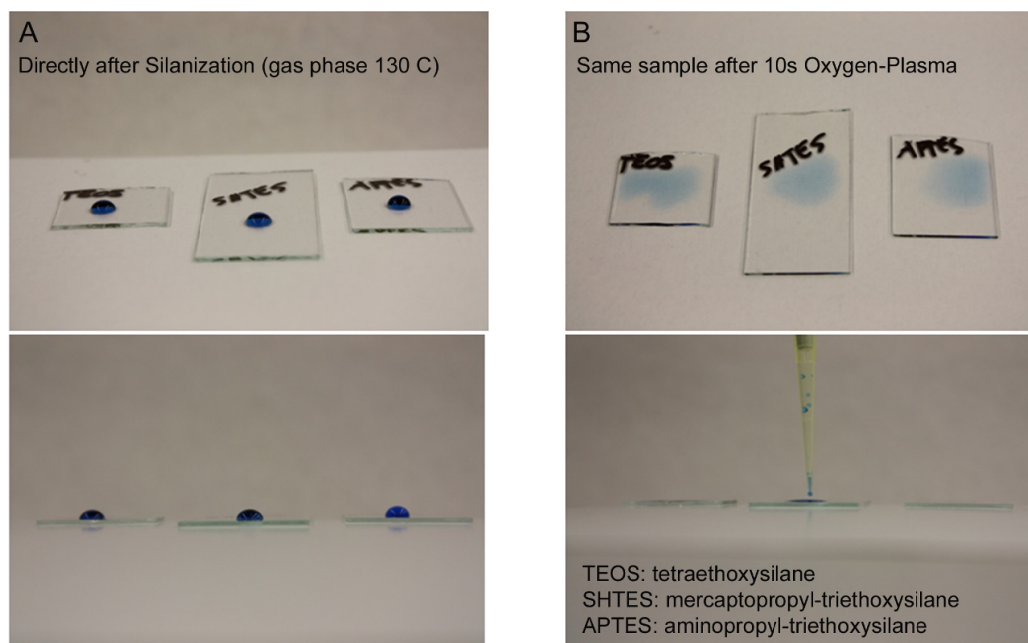 A
Directly after Silanization (gas phase 130 C)
TEOS
SHTES
APTES
B
Same sample after 10s Oxygen-Plasma
TEOS
SHTES
APTES
TEOS: tetraethoxysilane
SHTES: mercaptopropyl-triethoxysilane
APTES: aminopropyl-triethoxysilane